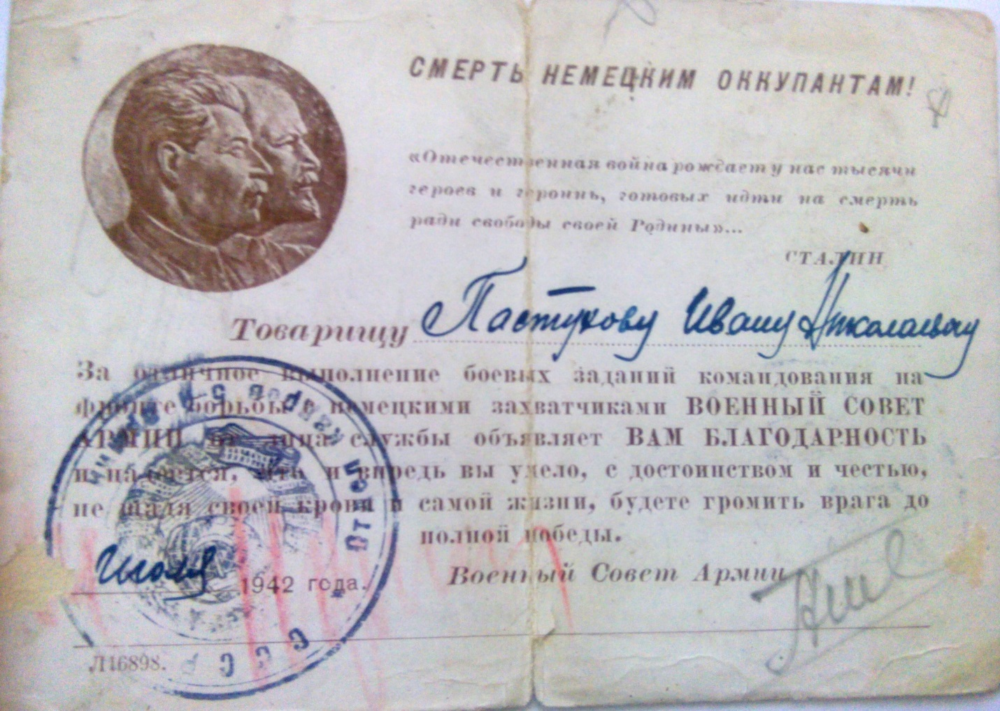 СМЕРТЬ НЕМЕЦКИМ ОККУПАНТАМ!
«Отечественная война рождает у нас тысячи
героев и героинь, готовых идти на смерть
ради свободы своей Родины»...
СТАЛИН
Товарищу Пастухову Ивану Николаевичу
За отличное выполнение боевых заданий командования на
фронте борьбы с немецкими захватчиками ВОЕННЫЙ СОВЕТ
АРМИИ от лица службы объявляет ВАМ БЛАГОДАРНОСТЬ
и надеется, что и впредь вы умело, с достоинством и честью,
не щадя своей крови и самой жизни, будете громить врага до
полной победы.
Военный Совет Армии
1942 года.
Л16898.
СССР
Отдел